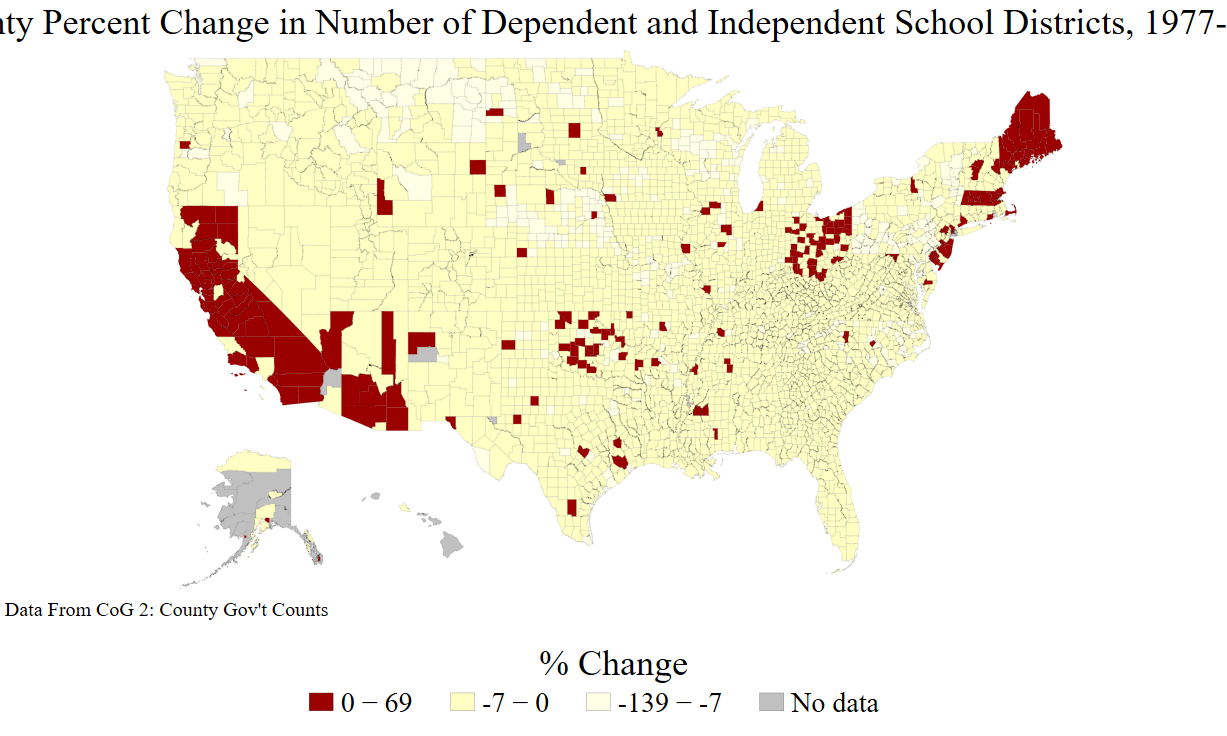 Percent Change in Number of Dependent and Independent School Districts, 1977-
Data From CoG 2: County Gov't Counts
% Change
0 – 69
-7 – 0
-139 – -7
No data